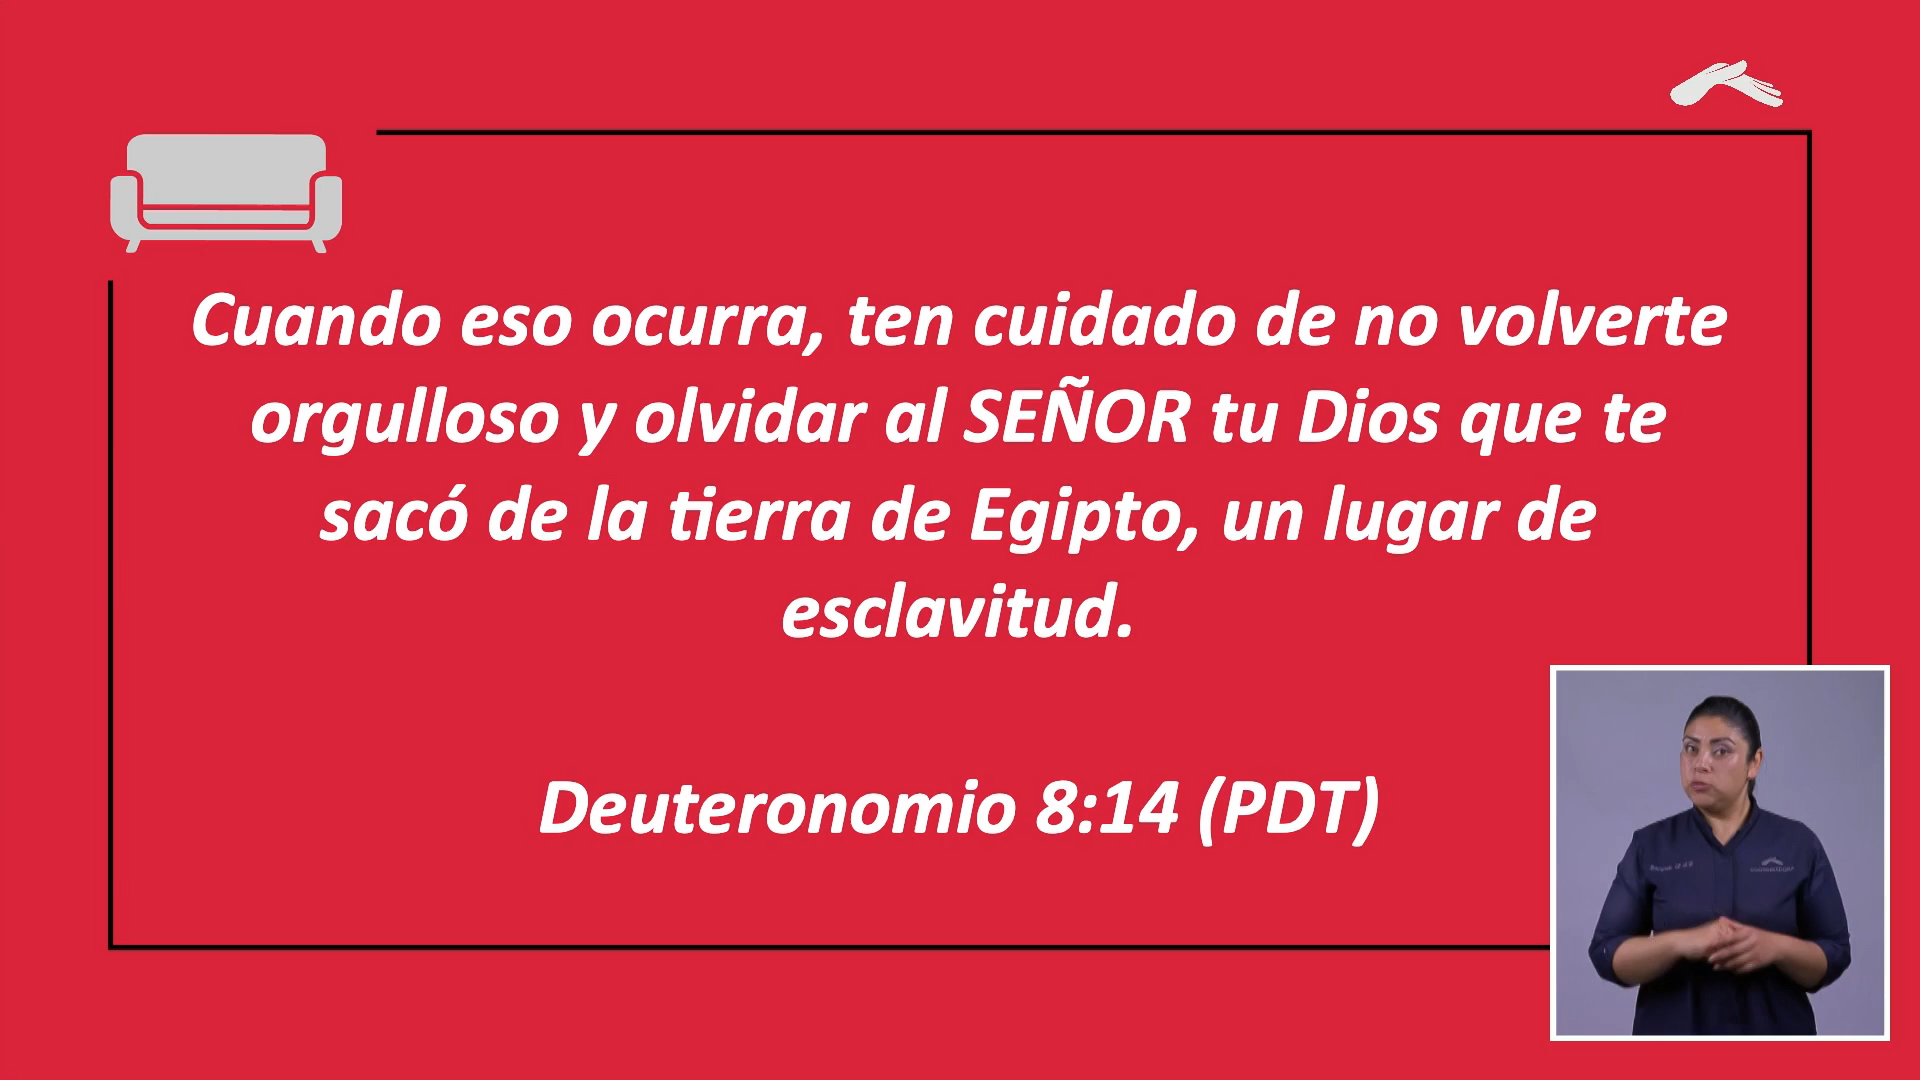 Cuando eso ocurra, ten cuidado de no volverte
orgulloso y olvidar al SEÑOR tu Dios que te
sacó de la tierra de Egipto, un lugar de
esclavitud.
Deuteronomio 8:14 (PDT)